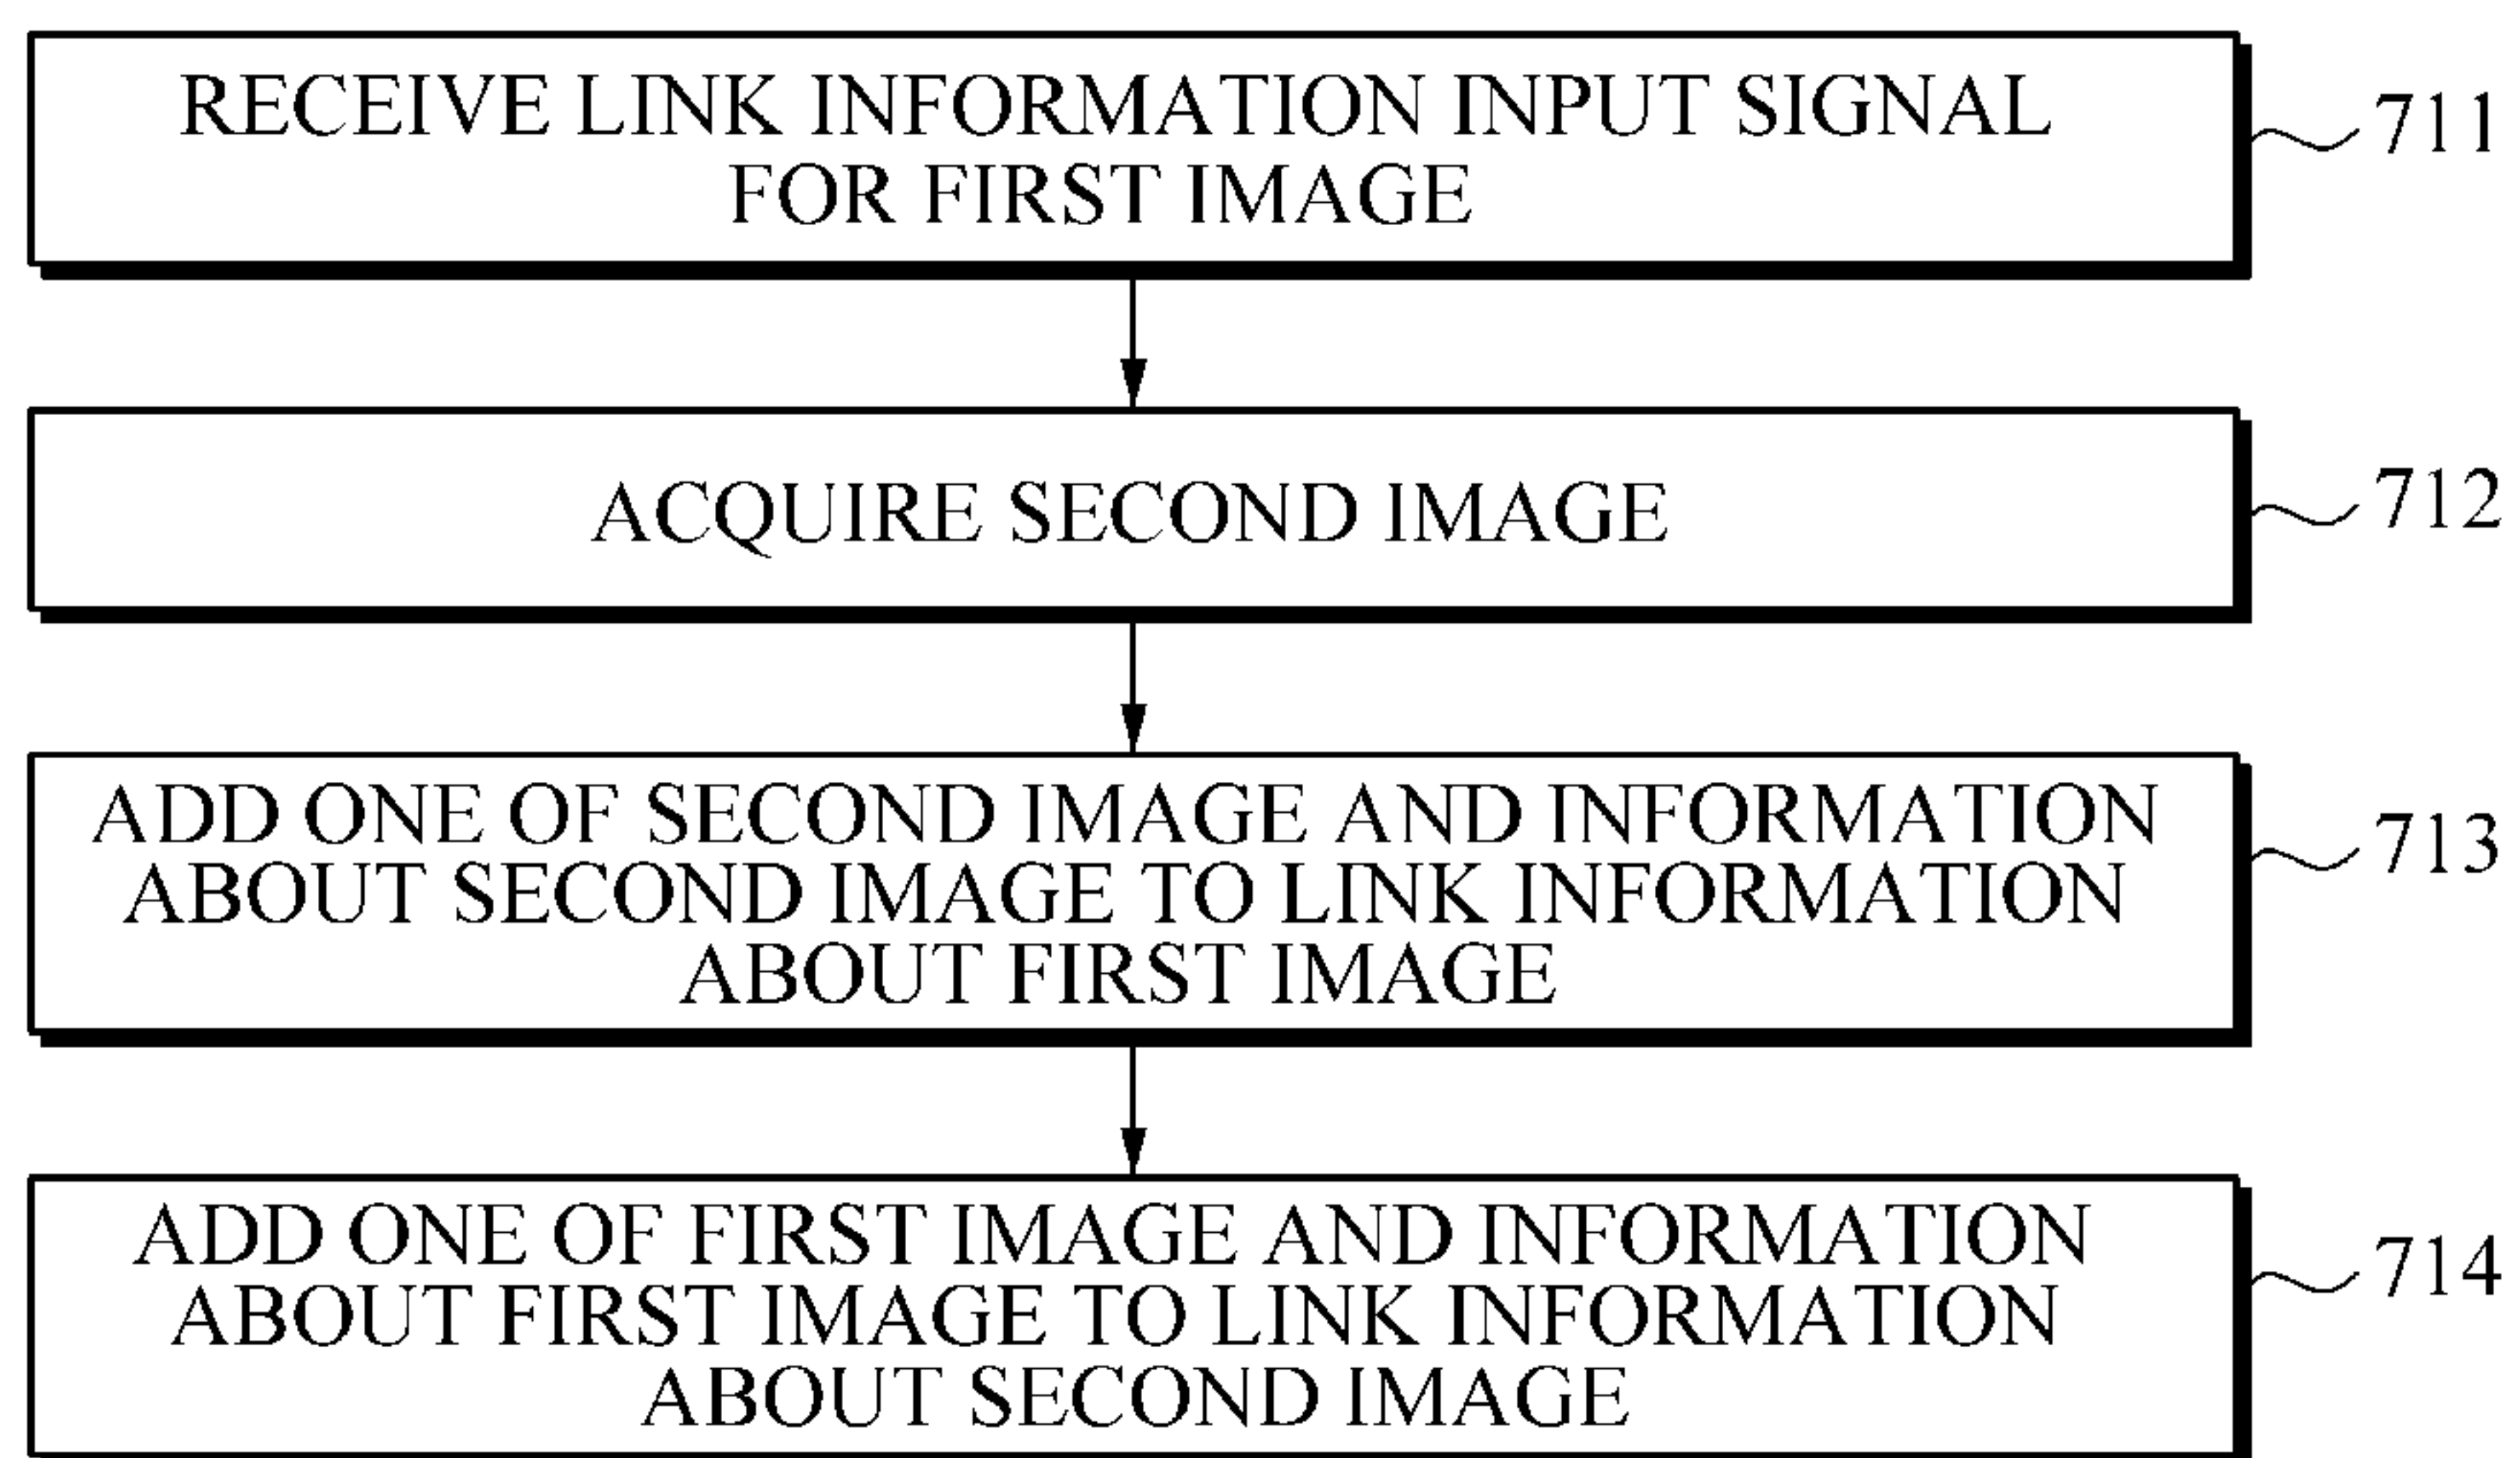 RECEIVE LINK INFORMATION INPUT SIGNAL
FOR FIRST IMAGE
711
ACQUIRE SECOND IMAGE
712
ADD ONE OF SECOND IMAGE AND INFORMATION
ABOUT SECOND IMAGE TO LINK INFORMATION
ABOUT FIRST IMAGE
713
ADD ONE OF FIRST IMAGE AND INFORMATION
ABOUT FIRST IMAGE TO LINK INFORMATION
ABOUT SECOND IMAGE
714